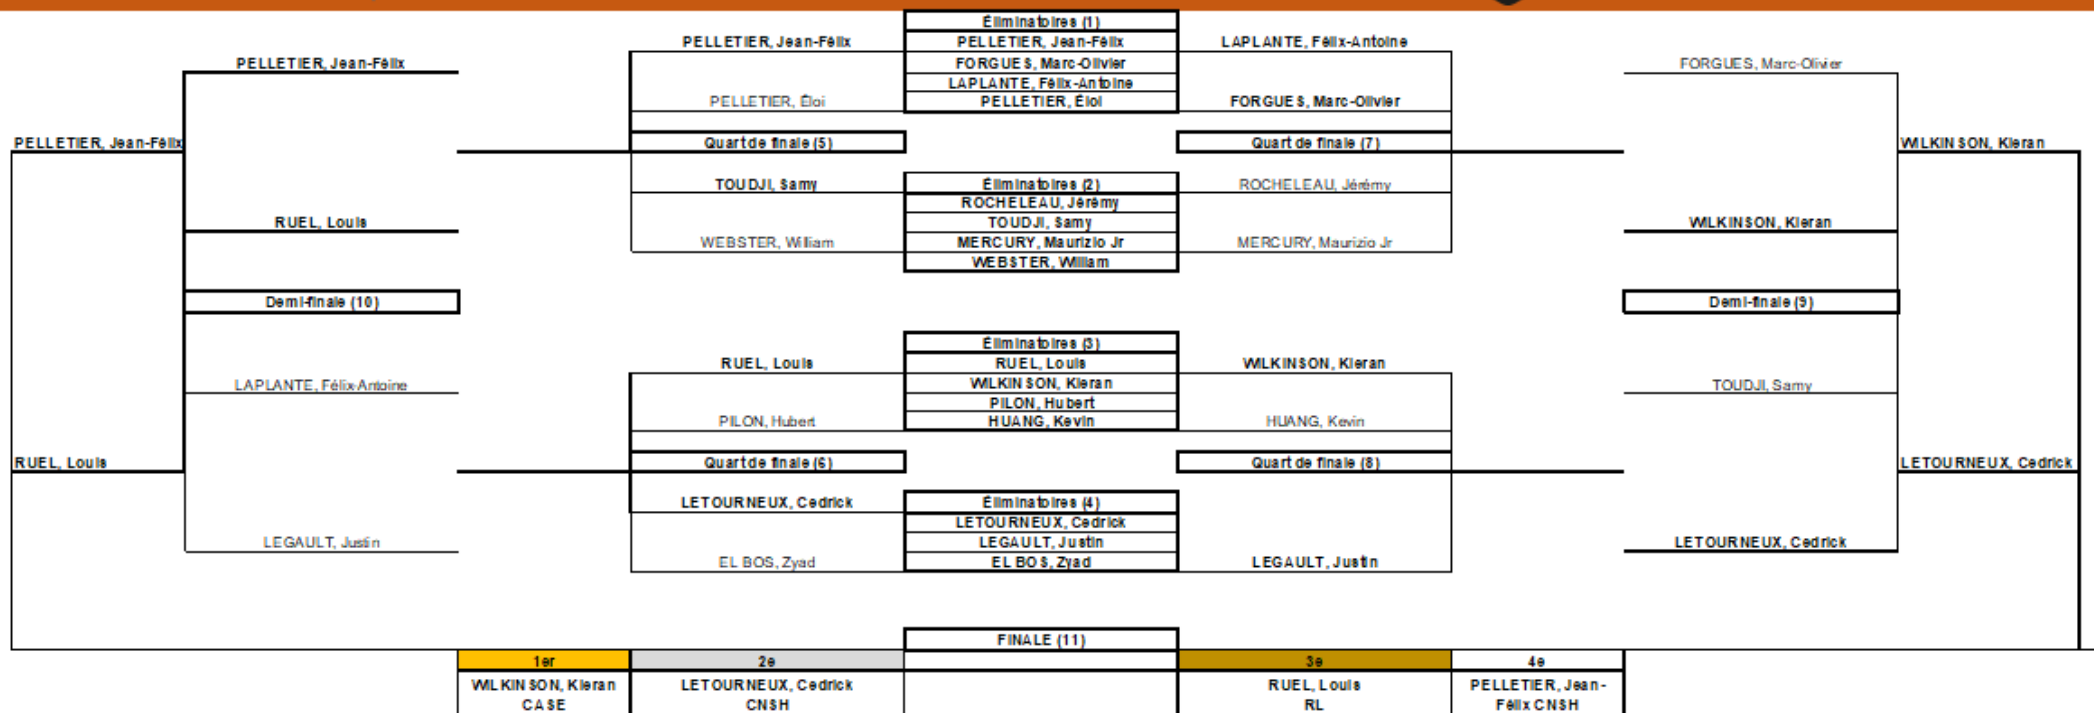 Éliminatoires (1)
PELLETIER, Jean-Félix
PELLETIER, Jean-Félix
LAPLANTE, Félix-Antoine
PELLETIER, Jean-Félix
FORGUES, Marc-Olivier
FORGUES, Marc-Olivier
LAPLANTE, Félix-Antoine
PELLETIER, Éloi
PELLETIER, Éloi
FORGUES, Marc-Olivier
PELLETIER, Jean-Félix
Quart de finale (5)
Quart de finale (7)
WILKINSON, Kieran
TOUDJI, Samy
Éliminatoires (2)
ROCHELEAU, Jérémy
ROCHELEAU, Jérémy
RUEL, Louis
TOUDJI, Samy
WILKINSON, Kieran
WEBSTER, William
MERCURY, Maurizio Jr
MERCURY, Maurizio Jr
WEBSTER, William
Demi-finale (10)
Demi-finale (9)
Éliminatoires (3)
RUEL, Louis
RUEL, Louis
WILKINSON, Kieran
LAPLANTE, Félix-Antoine
WILKINSON, Kieran
TOUDJI, Samy
PILON, Hubert
PILON, Hubert
HUANG, Kevin
HUANG, Kevin
RUEL, Louis
Quart de finale (6)
Quart de finale (8)
LETOURNEUX, Cedrick
LETOURNEUX, Cedrick
Éliminatoires (4)
LETOURNEUX, Cedrick
LEGAULT, Justin
LEGAULT, Justin
LETOURNEUX, Cedrick
EL BOS, Zyad
EL BOS, Zyad
LEGAULT, Justin
FINALE (11)
1er
2e
3e
4e
WILKINSON, Kieran
CASE
LETOURNEUX, Cedrick
CNSH
RUEL, Louis
RL
PELLETIER, Jean-
Félix CNSH